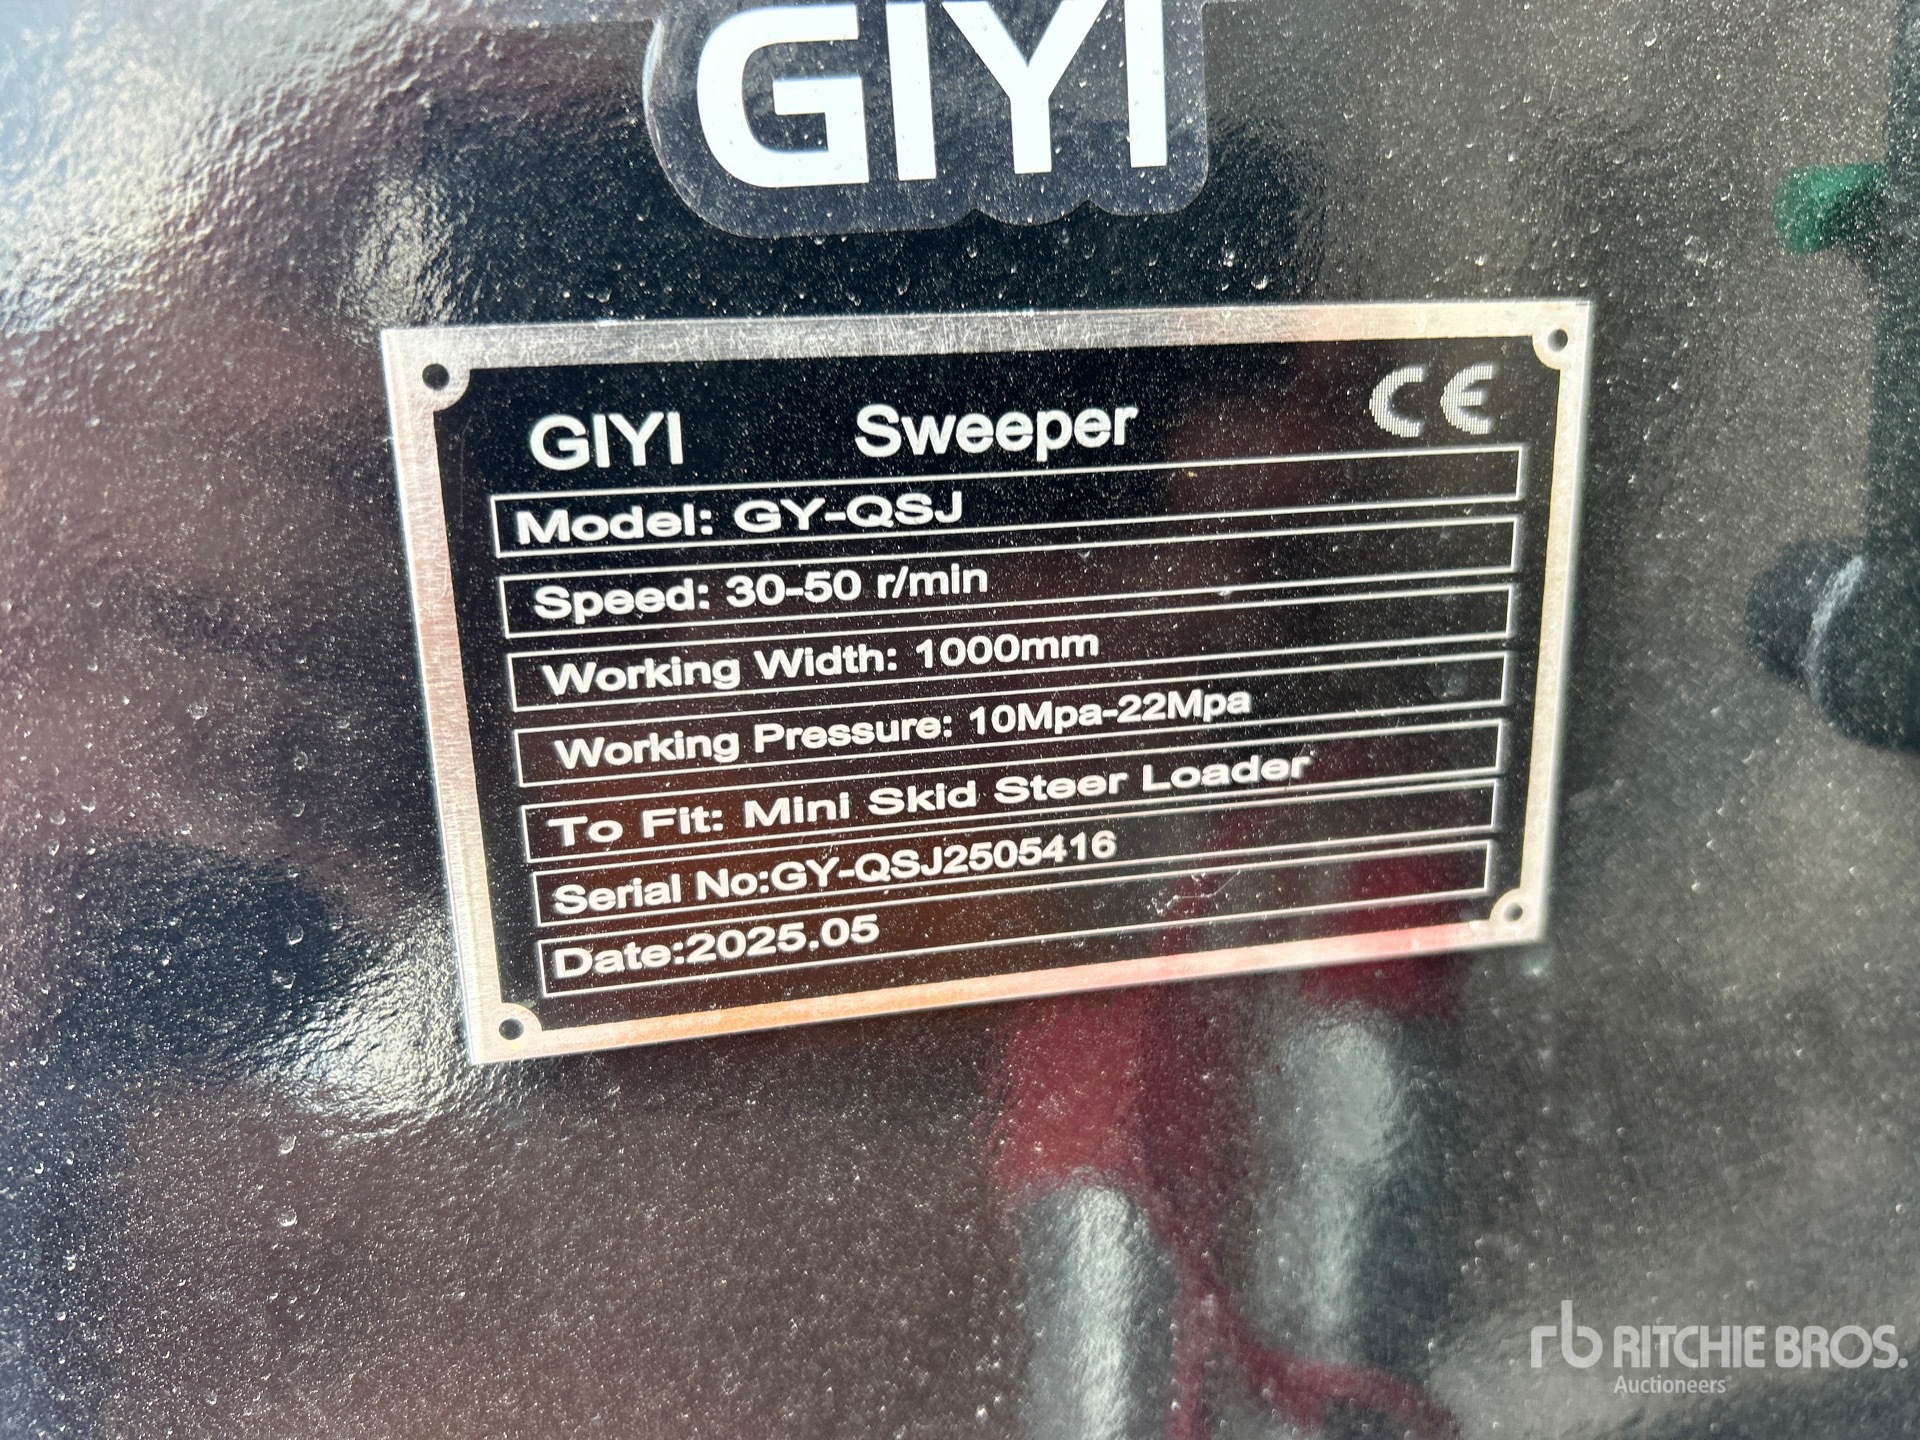 GIYI
GIYI Sweeper CE
Model: GY-QSJ
Speed: 30-50 r/min
Working Width: 1000mm
Working Pressure: 10Mpa-22Mpa
To Fit: Mini Skid Steer Loader
Serial No:GY-QSJ2505416
Date:2025.05
rb RITCHIE BROS.
Auctioneers